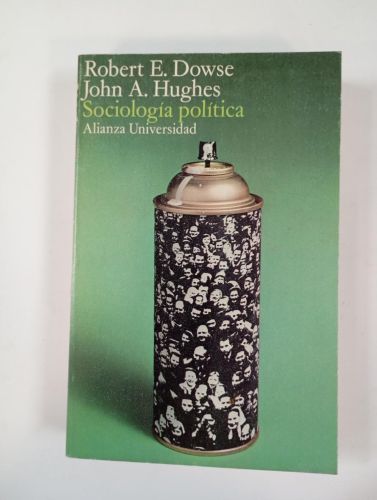 Robert E. Dowse
John A. Hughes
Sociología política
Alianza Universidad